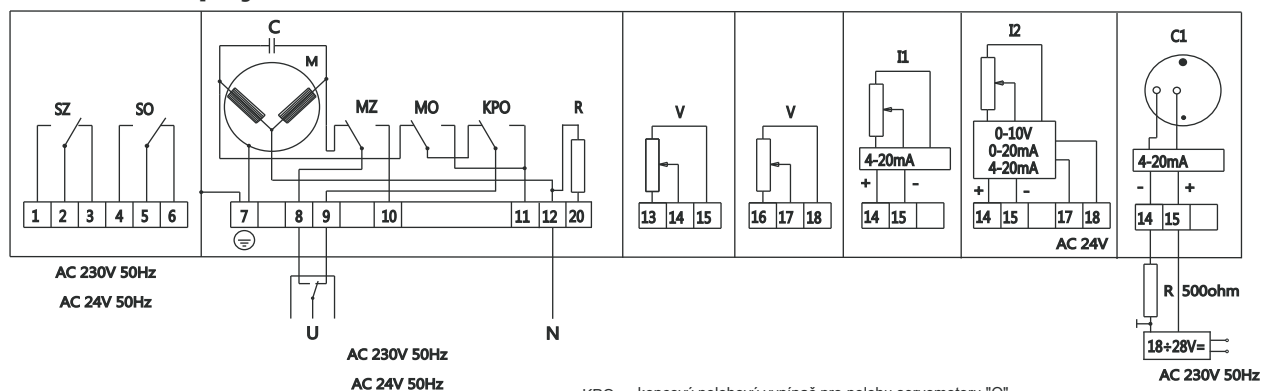 C
M
SZ
SO
MZ
MO
KPO
R
V
V
I1
I2
C1
0-10V
0-20mA
4-20mA
4-20mA
4-20mA
+ -
+ -
- +
1 2 3 4 5 6
7 8 9 10 11 12 20
13 14 15
16 17 18
14 15
14 15 17 18
14 15
AC 24V
AC 230V 50Hz
AC 24V 50Hz
U
N
AC 230V 50Hz
AC 24V 50Hz
R 500ohm
18÷28V=
AC 230V 50Hz